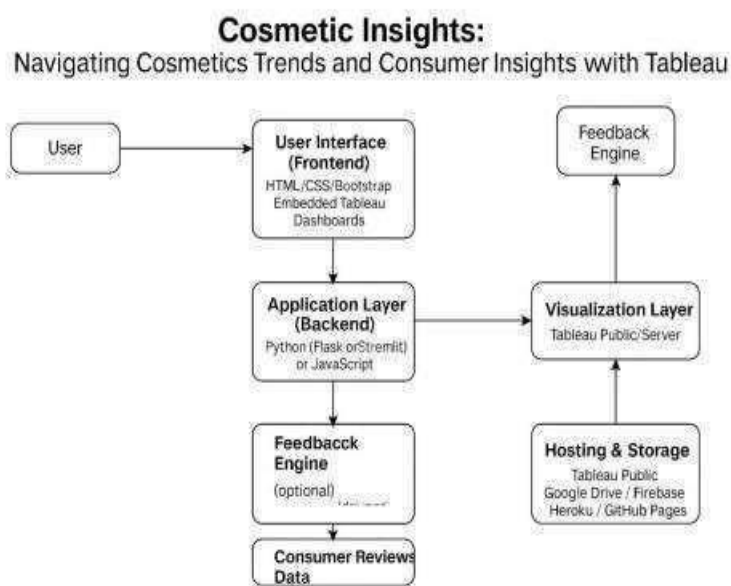 Cosmetic Insights:
Navigating Cosmetics Trends and Consumer Insights wwith Tableau
User
User Interface
(Frontend)
HTML/CSS/Bootstrap
Embedded Tableau
Dashboards
Feedback
Engine
Application Layer
(Backend)
Python (Flask orStremlit)
or JavaScript
Visualization Layer
Tableau Public/Server
Feedbacck
Engine
(optional)
Hosting & Storage
Tableau Public
Google Drive / Firebase
Heroku / GitHub Pages
Consumer Reviews
Data